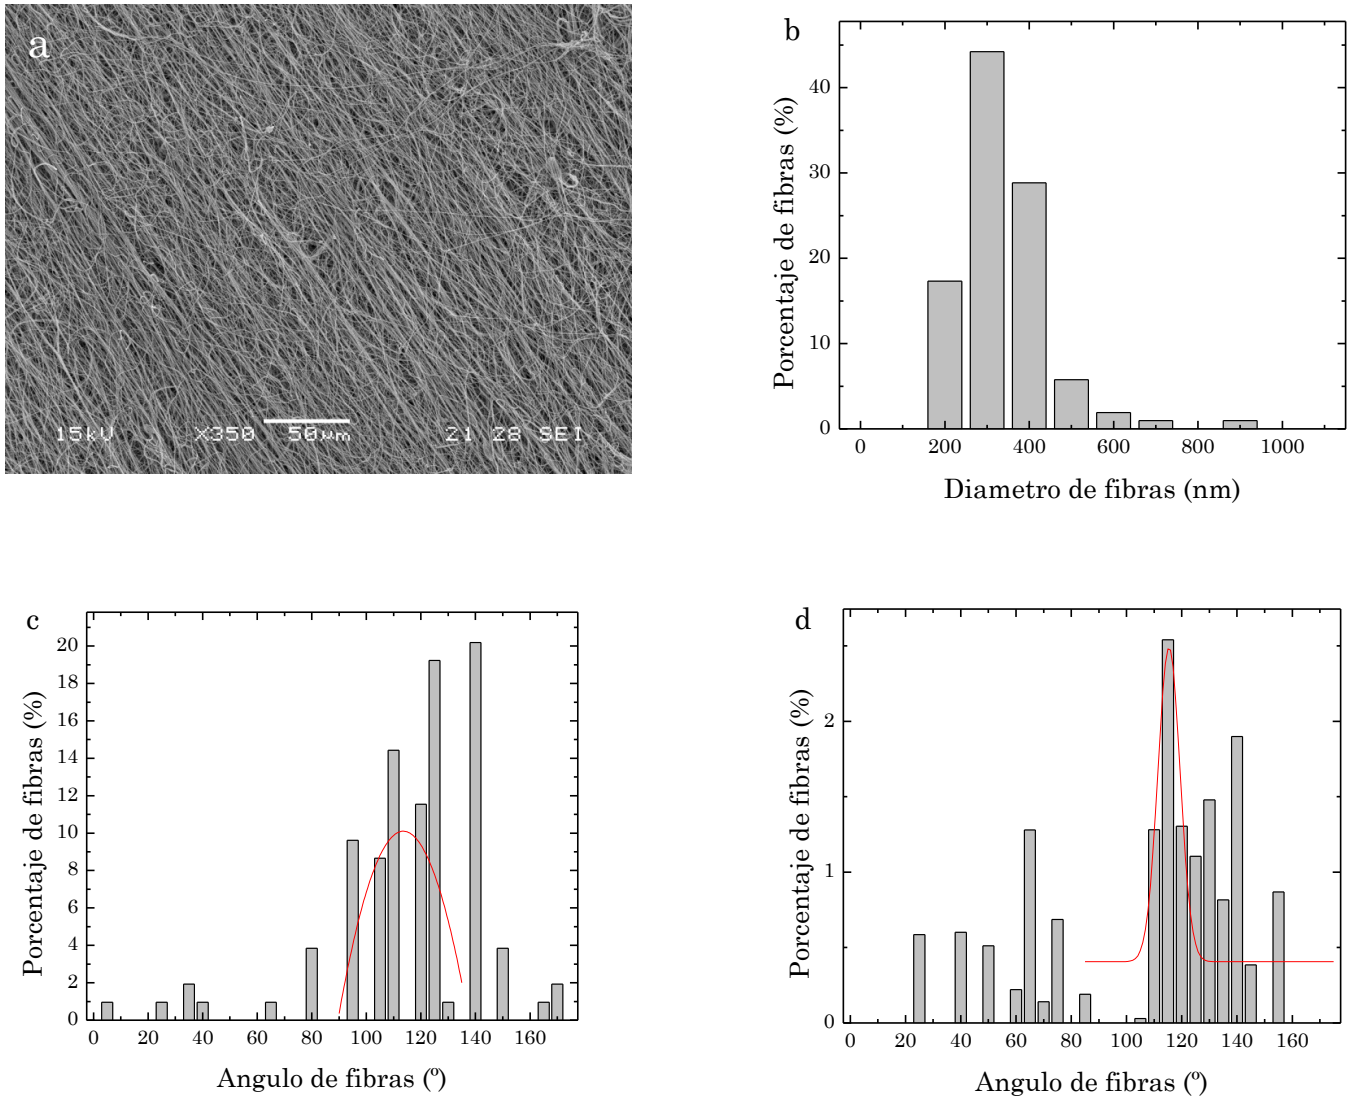 a
15kV X350 50µm 21 28 SEI
b
Porcentaje de fibras (%)
40
30
20
10
0
0 200 400 600 800 1000
Diametro de fibras (nm)
c
Porcentaje de fibras (%)
20
18
16
14
12
10
8
6
4
2
0
0 20 40 60 80 100 120 140 160
Angulo de fibras (º)
d
Porcentaje de fibras (%)
2
1
0
0 20 40 60 80 100 120 140 160
Angulo de fibras (º)